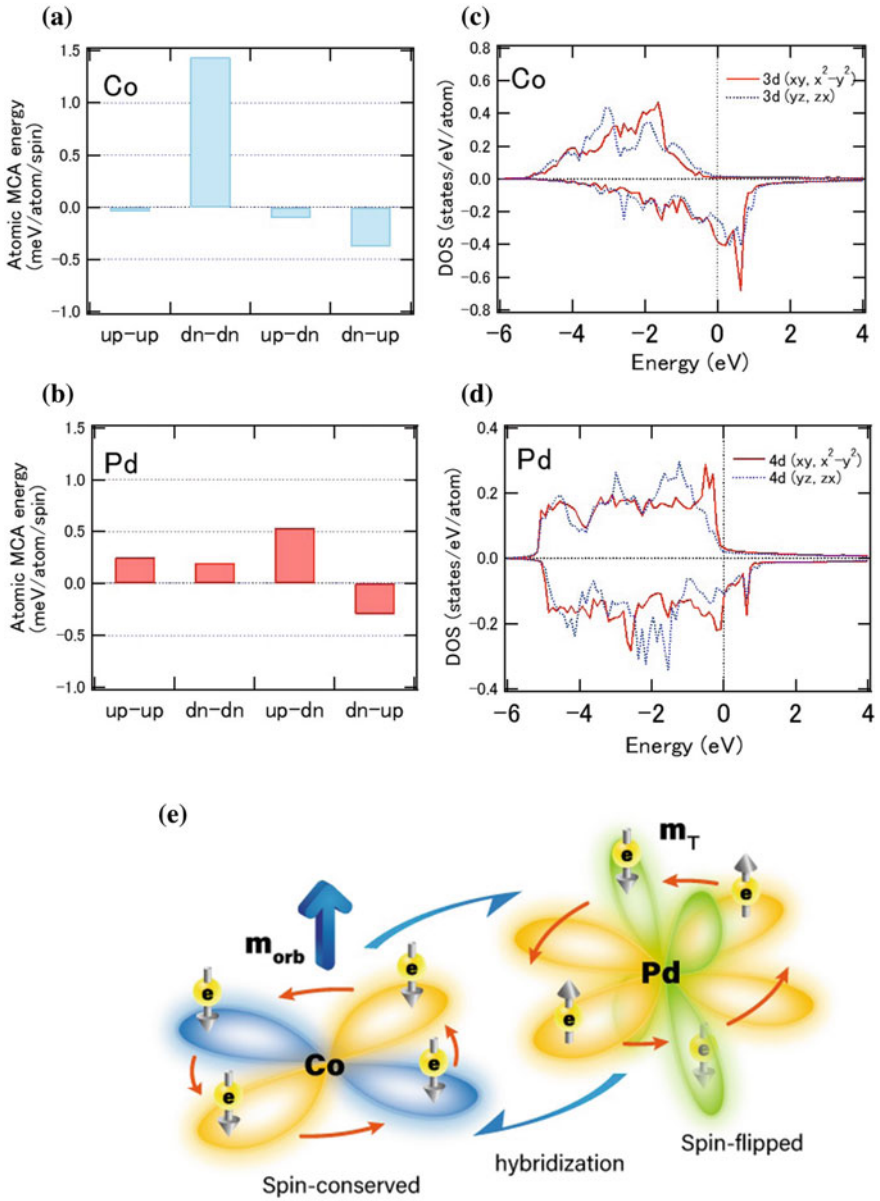 (a)
Atomic MCA energy
(meV/atom/spin)
1.5
1.0
0.5
0.0
−0.5
−1.0
Co
up−up
dn−dn
up−dn
dn−up
(c)
DOS (states/eV/atom)
0.8
0.6
0.4
0.2
0.0
−0.2
−0.4
−0.6
−0.8
Co
3d (xy, x²−y²)
3d (yz, zx)
−6
−4
−2
0
2
4
Energy (eV)
(b)
Atomic MCA energy
(meV/atom/spin)
1.5
1.0
0.5
0.0
−0.5
−1.0
Pd
up−up
dn−dn
up−dn
dn−up
(d)
DOS (states/eV/atom)
0.4
0.2
0.0
−0.2
−0.4
Pd
4d (xy, x²−y²)
4d (yz, zx)
−6
−4
−2
0
2
4
Energy (eV)
(e)
m_orb
e
e
e
e
Co
Spin-conserved
hybridization
m_T
e
e
e
e
Pd
Spin-flipped